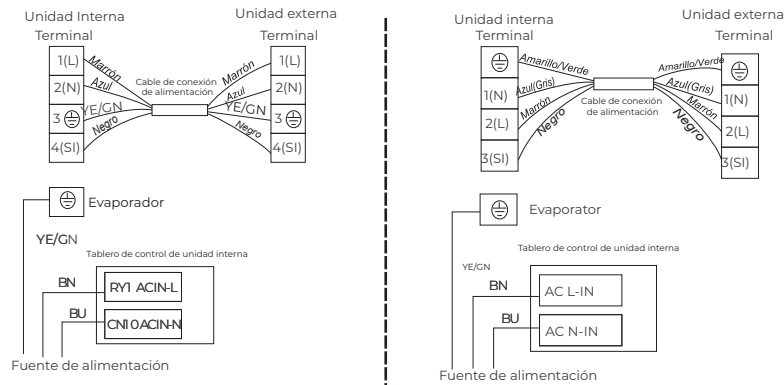 Unidad Interna
Terminal
Unidad externa
Terminal
1(L)
2(N)
3
4(SI)
Marrón
Azul
YE/GN
Negro
Cable de conexión
de alimentación
Marrón
Azul
YE/GN
Negro
1(L)
2(N)
3
4(SI)
Evaporador
YE/GN
Tablero de control de unidad interna
BN
RY1 ACIN-L
BU
CN10ACIN-N
Fuente de alimentación
Unidad interna
Terminal
Unidad externa
Terminal
1(N)
2(L)
3(SI)
Amarillo/Verde
Azul(Gris)
Marrón
Negro
Cable de conexión
de alimentación
Amarillo/Verde
Azul(Gris)
Marrón
Negro
1(N)
2(L)
3(SI)
Evaporator
Tablero de control de unidad interna
YE/GN
BN
AC L-IN
BU
AC N-IN
Fuente de alimentación